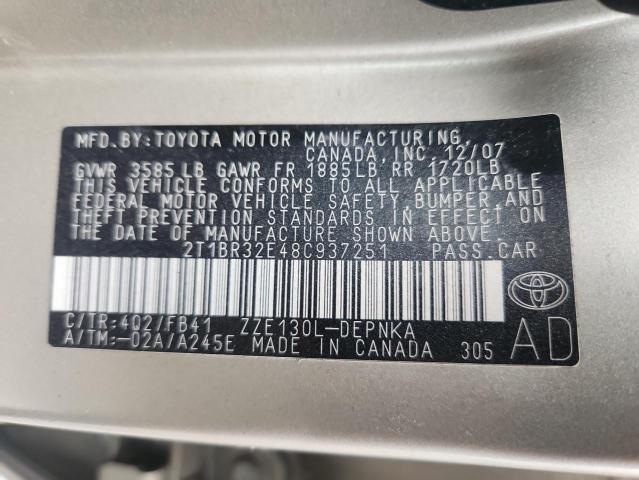 MFD.BY:TOYOTA MOTOR MANUFACTURING
CANADA,INC 12/07
GVWR 3585LB GAWR FR 1885LB RR 1720LB
THIS VEHICLE CONFORMS TO ALL APPLICABLE
FEDERAL MOTOR VEHICLE SAFETY, BUMPER,AND
THEFT PREVENTION STANDARDS IN EFFECT ON
THE DATE OF MANUFACTURE SHOWN ABOVE.
2T1BR32E48C937251 PASS.CAR
C/TR:4Q2/FB41 ZZE130L-DEPNKA
A/TM:-02A/A245E MADE IN CANADA 305
AD